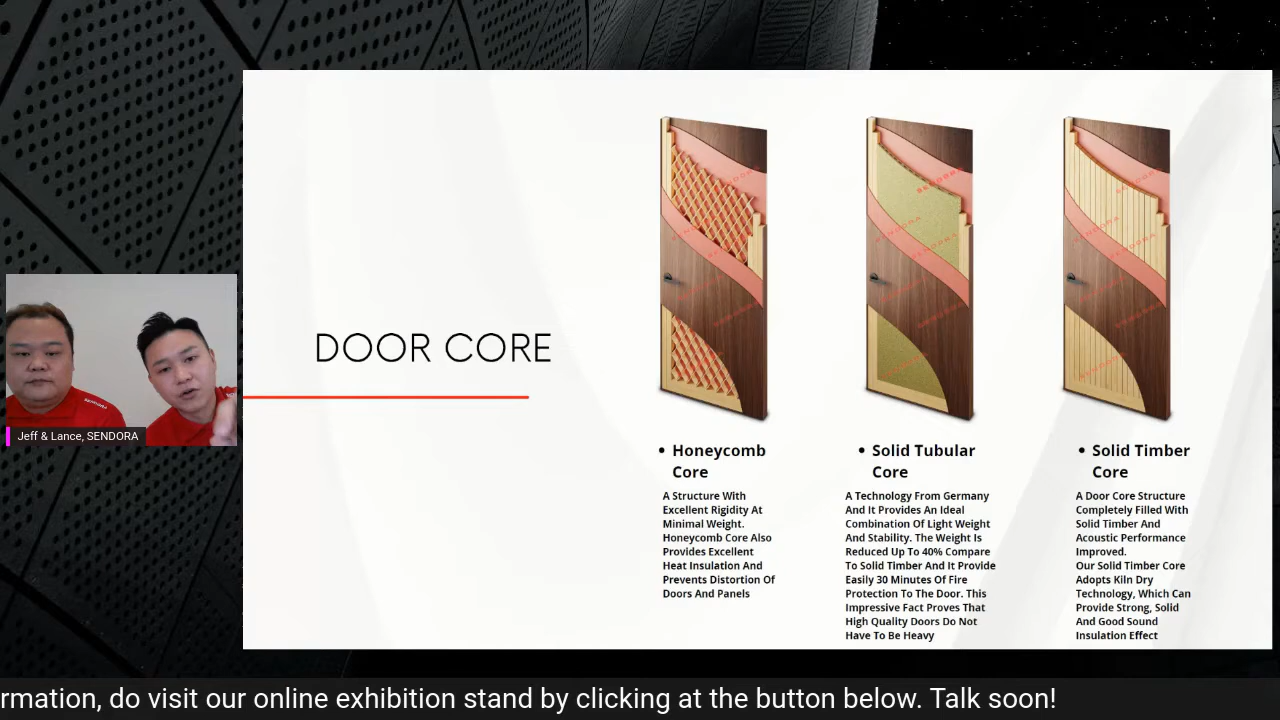 DOOR CORE
• Honeycomb
Core
A Structure With
Excellent Rigidity At
Minimal Weight.
Honeycomb Core Also
Provides Excellent
Heat Insulation And
Prevents Distortion Of
Doors And Panels
• Solid Tubular
Core
A Technology From Germany
And It Provides An Ideal
Combination Of Light Weight
And Stability. The Weight Is
Reduced Up To 40% Compare
To Solid Timber And It Provide
Easily 30 Minutes Of Fire
Protection To The Door. This
Impressive Fact Proves That
High Quality Doors Do Not
Have To Be Heavy
• Solid Timber
Core
A Door Core Structure
Completely Filled With
Solid Timber And
Acoustic Performance
Improved.
Our Solid Timber Core
Adopts Kiln Dry
Technology, Which Can
Provide Strong, Solid
And Good Sound
Insulation Effect
Jeff & Lance, SENDORA
rmation, do visit our online exhibition stand by clicking at the button below. Talk soon!